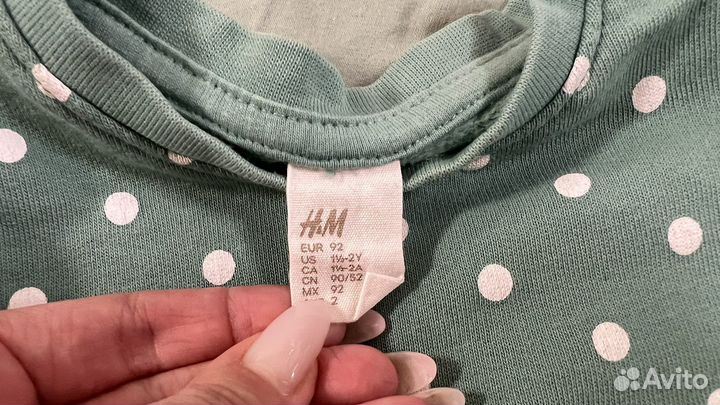 H&M
EUR 92
US 1½-2Y
CA 1½-2A
CN 90/52
MX 92
2
Avito